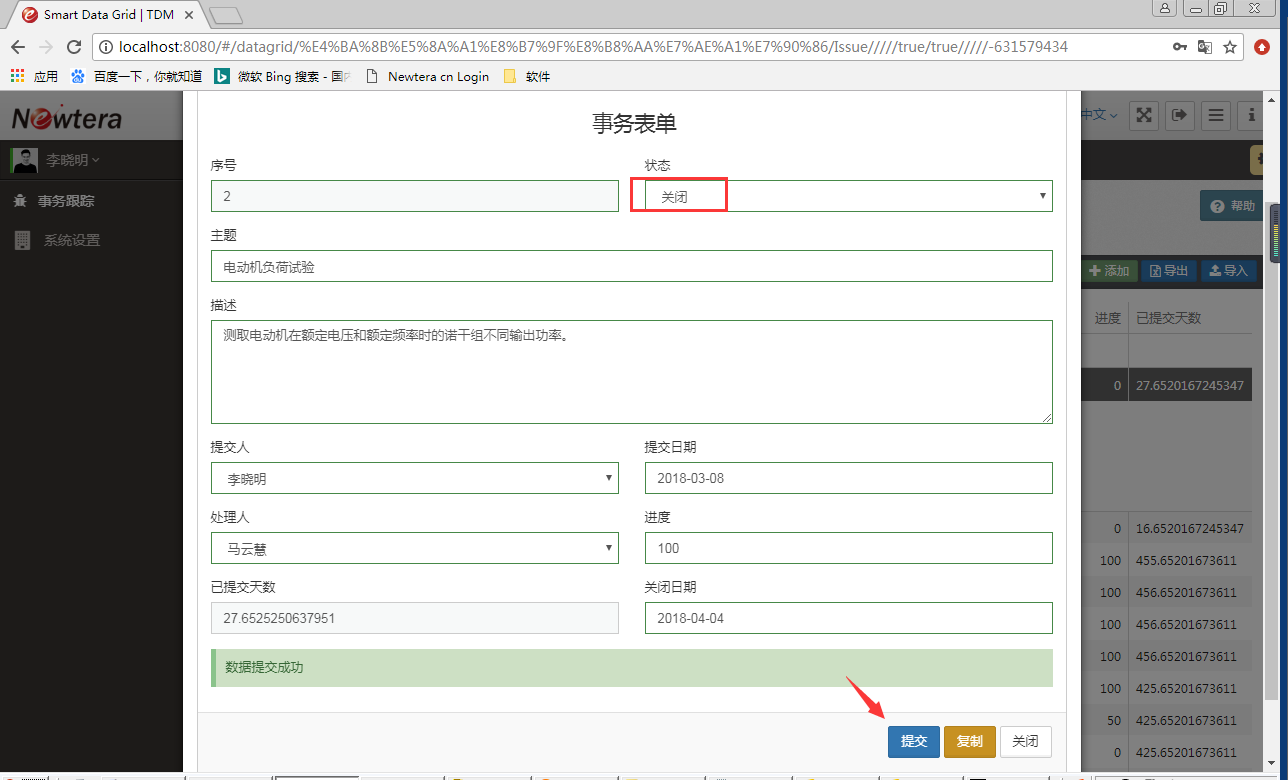 Smart Data Grid | TDM
localhost:8080/#/datagrid/%E4%BA%8B%E5%8A%A1%E8%B7%9F%E8%B8%AA%E7%AE%A1%E7%90%86/Issue/////true/true/////-631579434
应用 百度一下，你就知道 微软 Bing 搜索 - 国 Newtera cn Login 软件
Newtera
李晓明
事务跟踪
系统设置
中文
帮助
添加 导出 导入
进度 已提交天数
0 27.6520167245347
0 16.6520167245347
100 455.65201673611
100 456.65201673611
100 456.65201673611
100 456.65201673611
100 425.65201673611
50 425.65201673611
0 425.65201673611
事务表单
序号 状态
2 关闭
主题
电动机负荷试验
描述
测取电动机在额定电压和额定频率时的诺干组不同输出功率。
提交人 提交日期
李晓明 2018-03-08
处理人 进度
马云慧 100
已提交天数 关闭日期
27.6525250637951 2018-04-04
数据提交成功
提交 复制 关闭